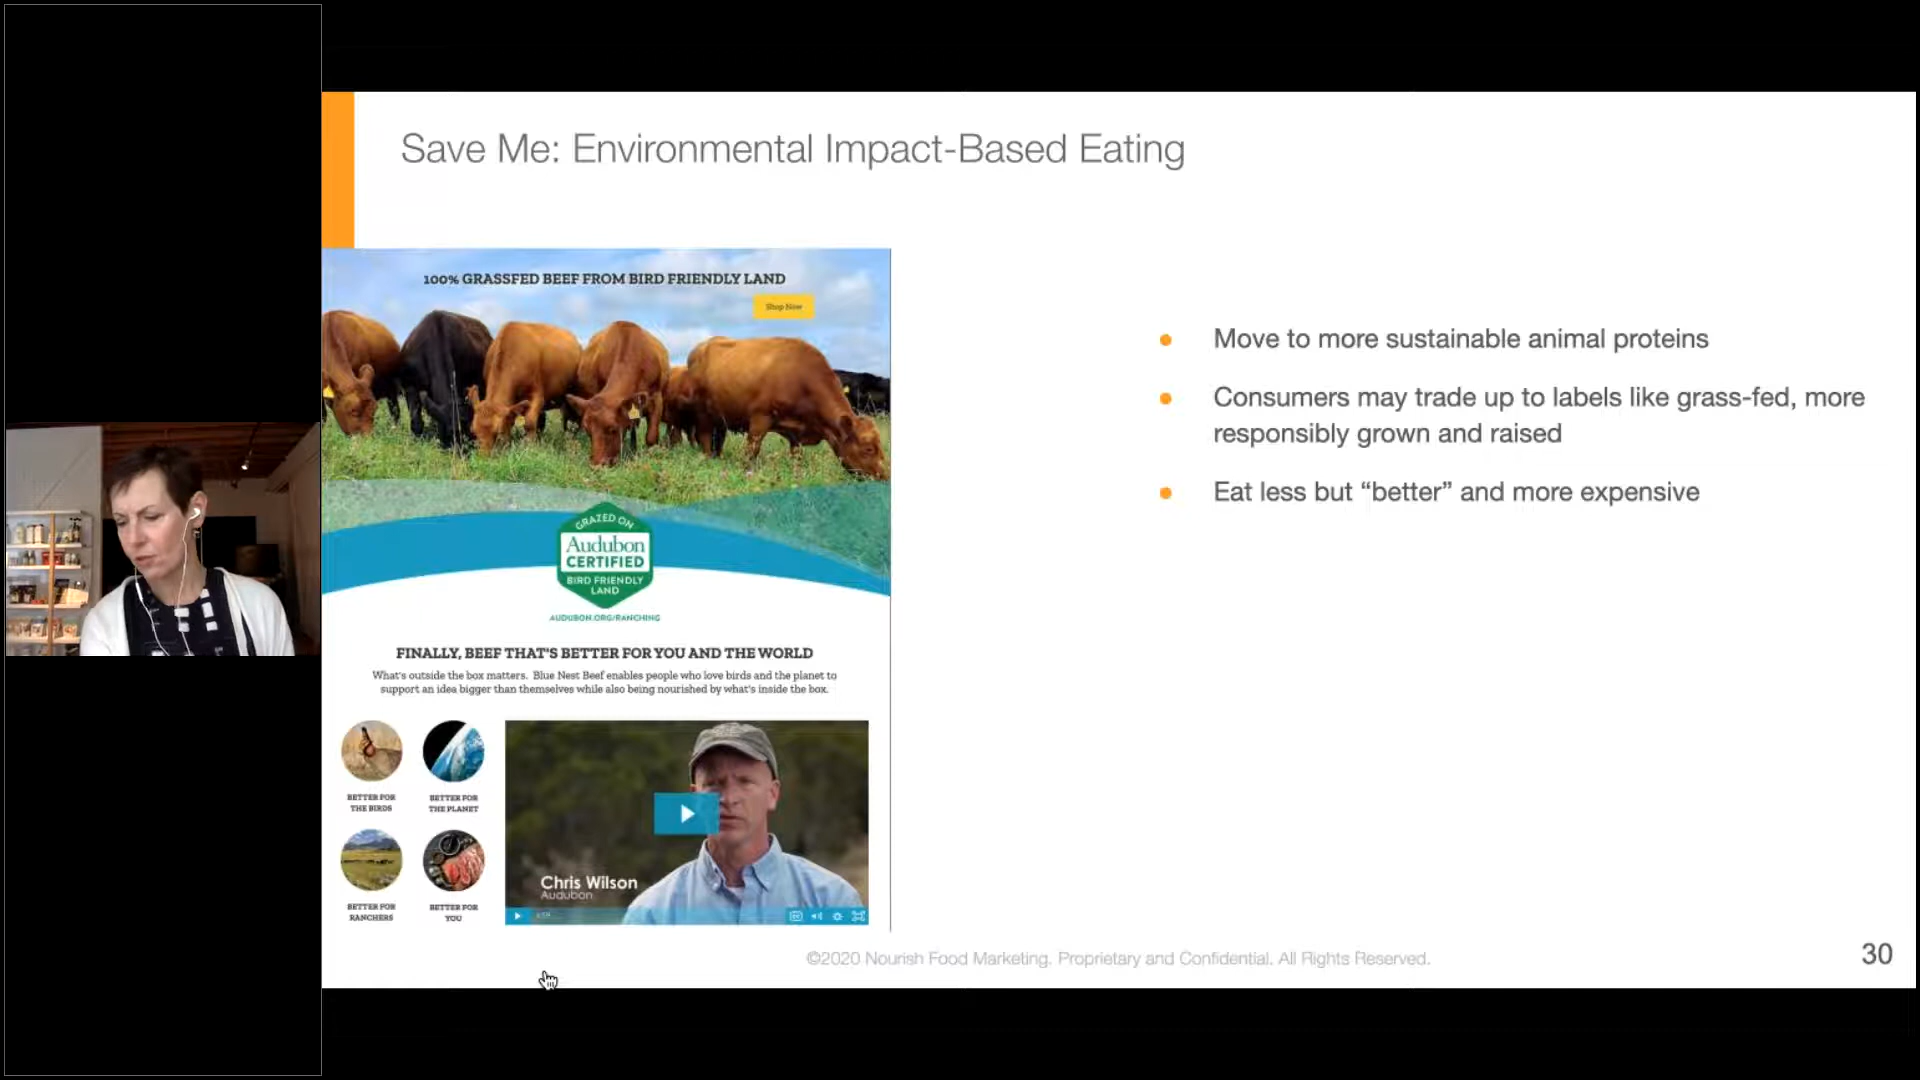 Save Me: Environmental Impact-Based Eating
100% GRASSFED BEEF FROM BIRD FRIENDLY LAND
Shop Now
GRAZED ON
Audubon
CERTIFIED
BIRD FRIENDLY
LAND
AUDUBON.ORG/RANCHING
FINALLY, BEEF THAT'S BETTER FOR YOU AND THE WORLD
What's outside the box matters. Blue Nest Beef enables people who love birds and the planet to
support an idea bigger than themselves while also being nourished by what's inside the box.
BETTER FOR
THE BIRDS
BETTER FOR
THE PLANET
BETTER FOR
RANCHERS
BETTER FOR
YOU
Chris Wilson
Audubon
• Move to more sustainable animal proteins
• Consumers may trade up to labels like grass-fed, more
responsibly grown and raised
• Eat less but “better” and more expensive
©2020 Nourish Food Marketing. Proprietary and Confidential. All Rights Reserved.
30